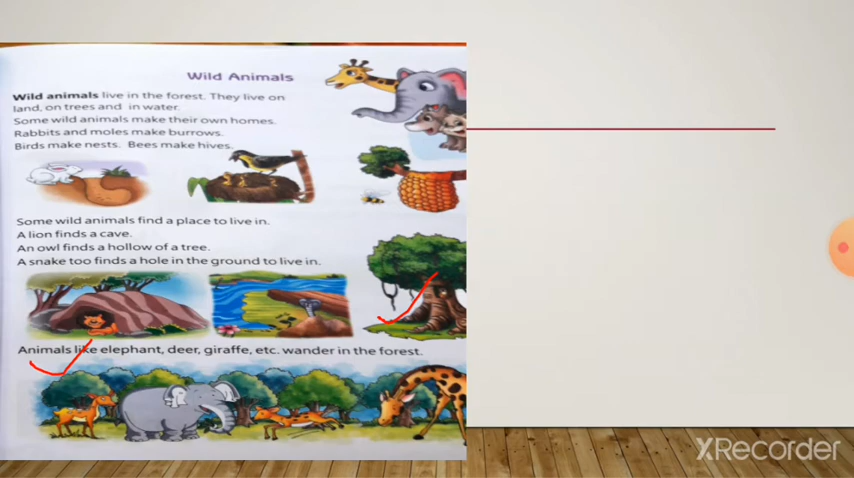 Wild Animals
Wild animals live in the forest. They live on
land, on trees and in water.
Some wild animals make their own homes.
Rabbits and moles make burrows.
Birds make nests. Bees make hives.
Some wild animals find a place to live in.
A lion finds a cave.
An owl finds a hollow of a tree.
A snake too finds a hole in the ground to live in.
Animals like elephant, deer, giraffe, etc. wander in the forest.
XRecorder